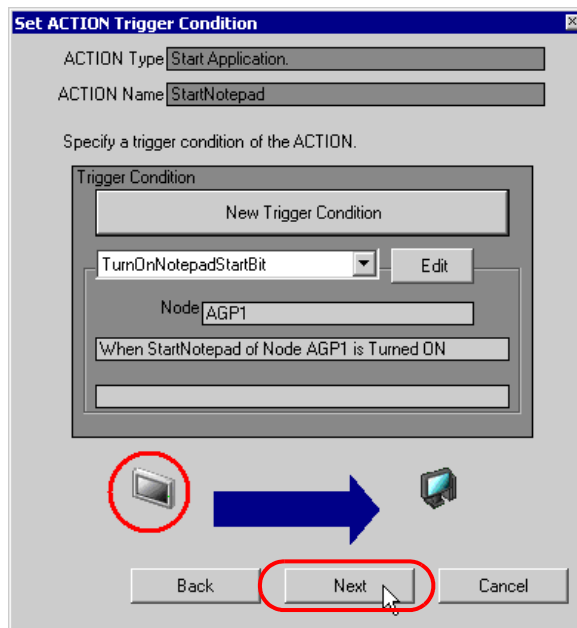 Set ACTION Trigger Condition
ACTION Type Start Application.
ACTION Name StartNotepad
Specify a trigger condition of the ACTION.
Trigger Condition
New Trigger Condition
TurnOnNotepadStartBit Edit
Node AGP1
When StartNotepad of Node AGP1 is Turned ON
Back Next Cancel